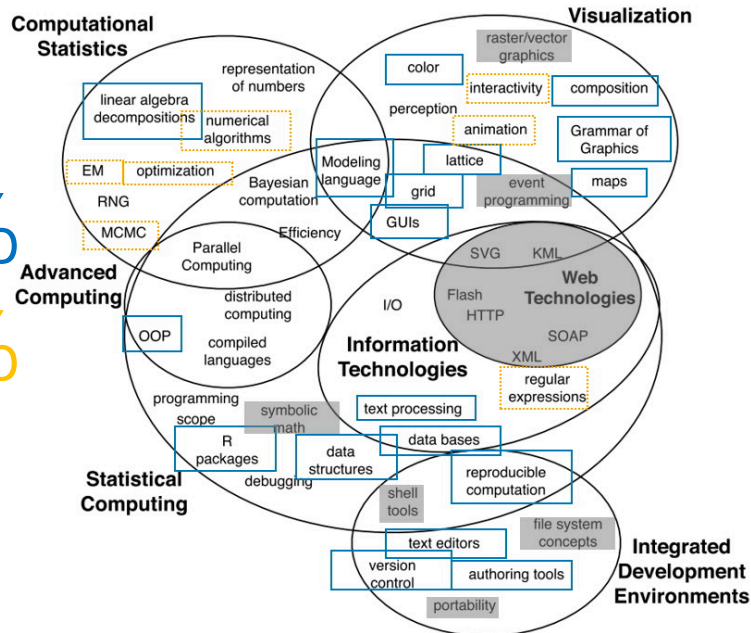 Computational
Statistics
Visualization
raster/vector
graphics
representation
of numbers
color
interactivity
composition
linear algebra
decompositions
perception
numerical
algorithms
animation
Grammar of
Graphics
EM
optimization
Modeling
language
lattice
Bayesian
computation
grid
event
programming
maps
RNG
GUIs
MCMC
Efficiency
%
Parallel
Computing
SVG
KML
Advanced
Computing
Web
Technologies
distributed
computing
I/O
Flash
HTTP
%
OOP
compiled
languages
SOAP
Information
Technologies
XML
regular
expressions
programming
scope
symbolic
math
text processing
R
packages
data
structures
data bases
Statistical
Computing
debugging
reproducible
computation
shell
tools
file system
concepts
text editors
Integrated
Development
Environments
version
control
authoring tools
portability